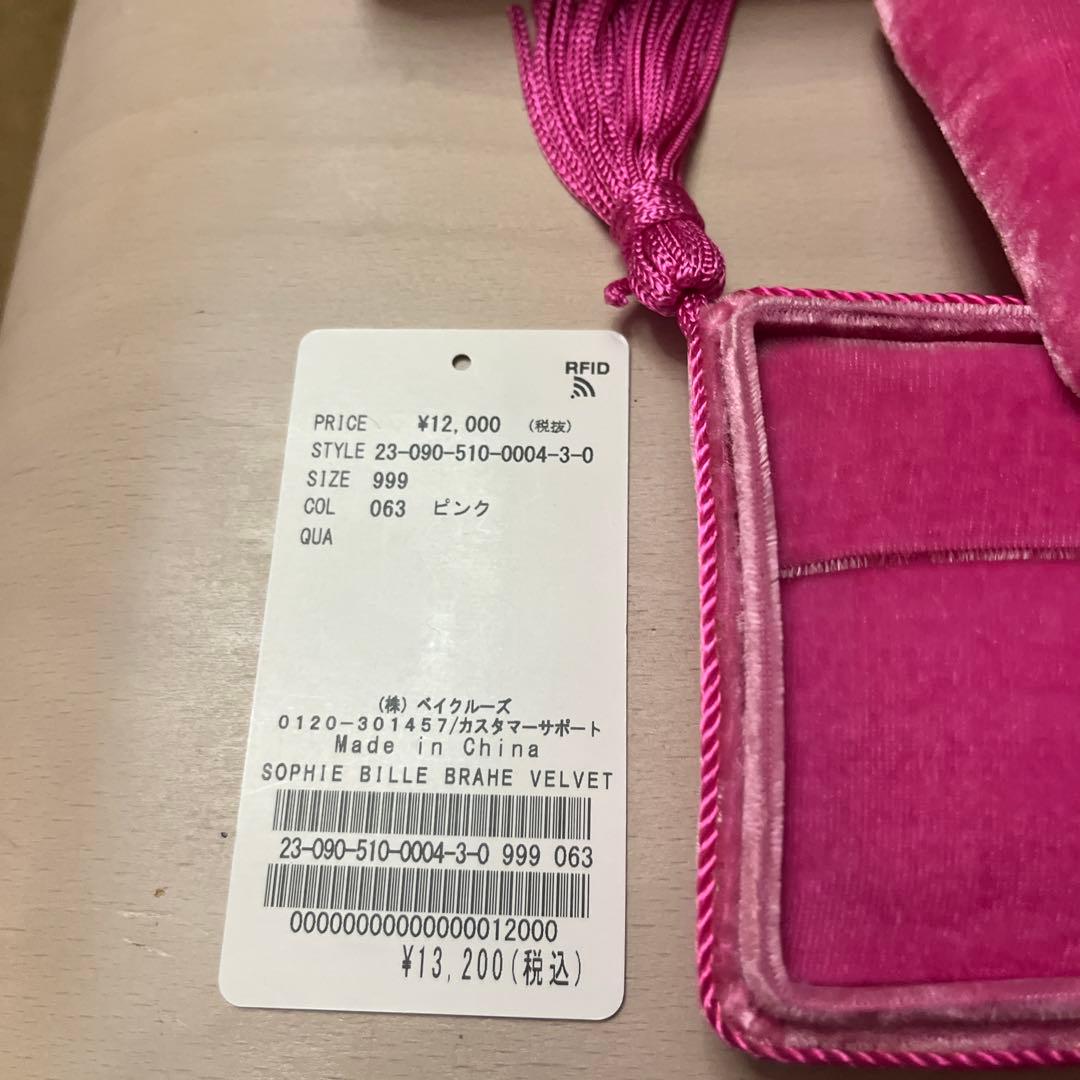 RFID
PRICE ¥12,000 (税抜)
STYLE 23-090-510-0004-3-0
SIZE 999
COL 063 ピンク
QUA
(株) ベイクルーズ
0120-301457/カスタマーサポート
Made in China
SOPHIE BILLE BRAHE VELVET
23-090-510-0004-3-0 999 063
00000000000000012000
¥13,200(税込)